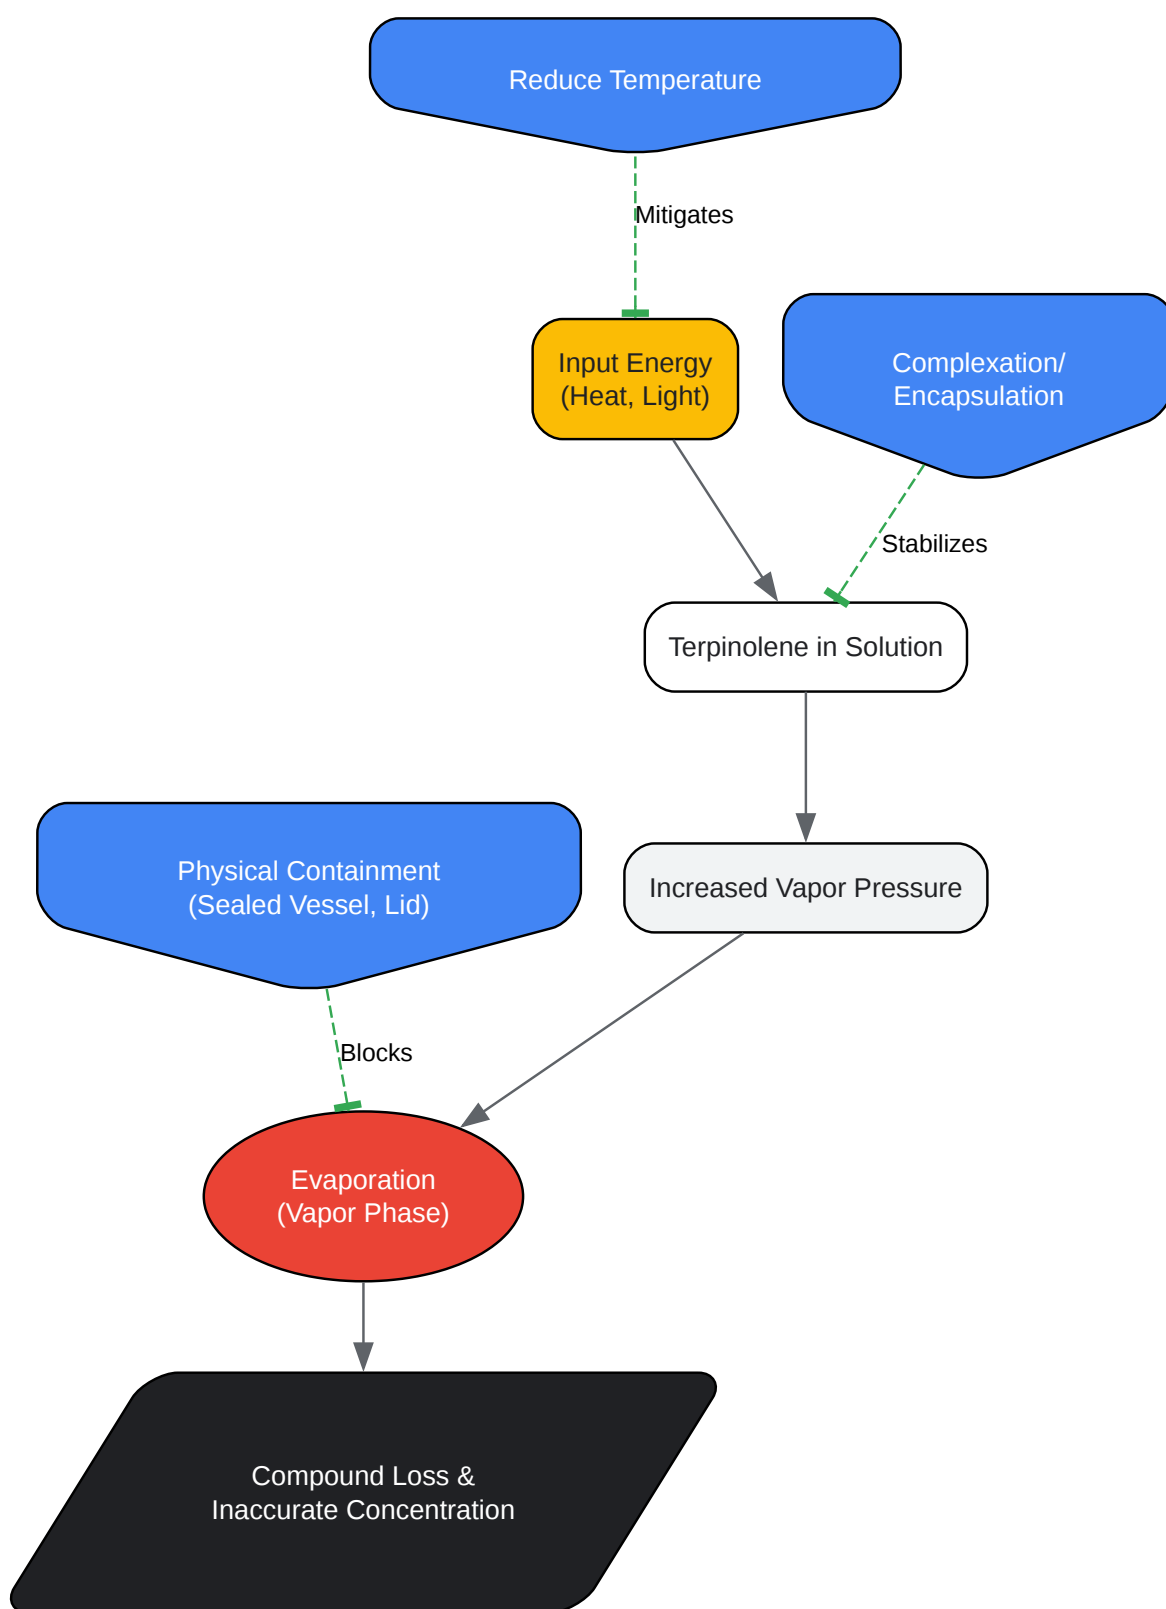 Reduce Temperature
Mitigates
Input Energy
(Heat, Light)
Complexation/
Encapsulation
Stabilizes
Terpinolene in Solution
Physical Containment
(Sealed Vessel, Lid)
Increased Vapor Pressure
Blocks
Evaporation
(Vapor Phase)
Compound Loss &
Inaccurate Concentration